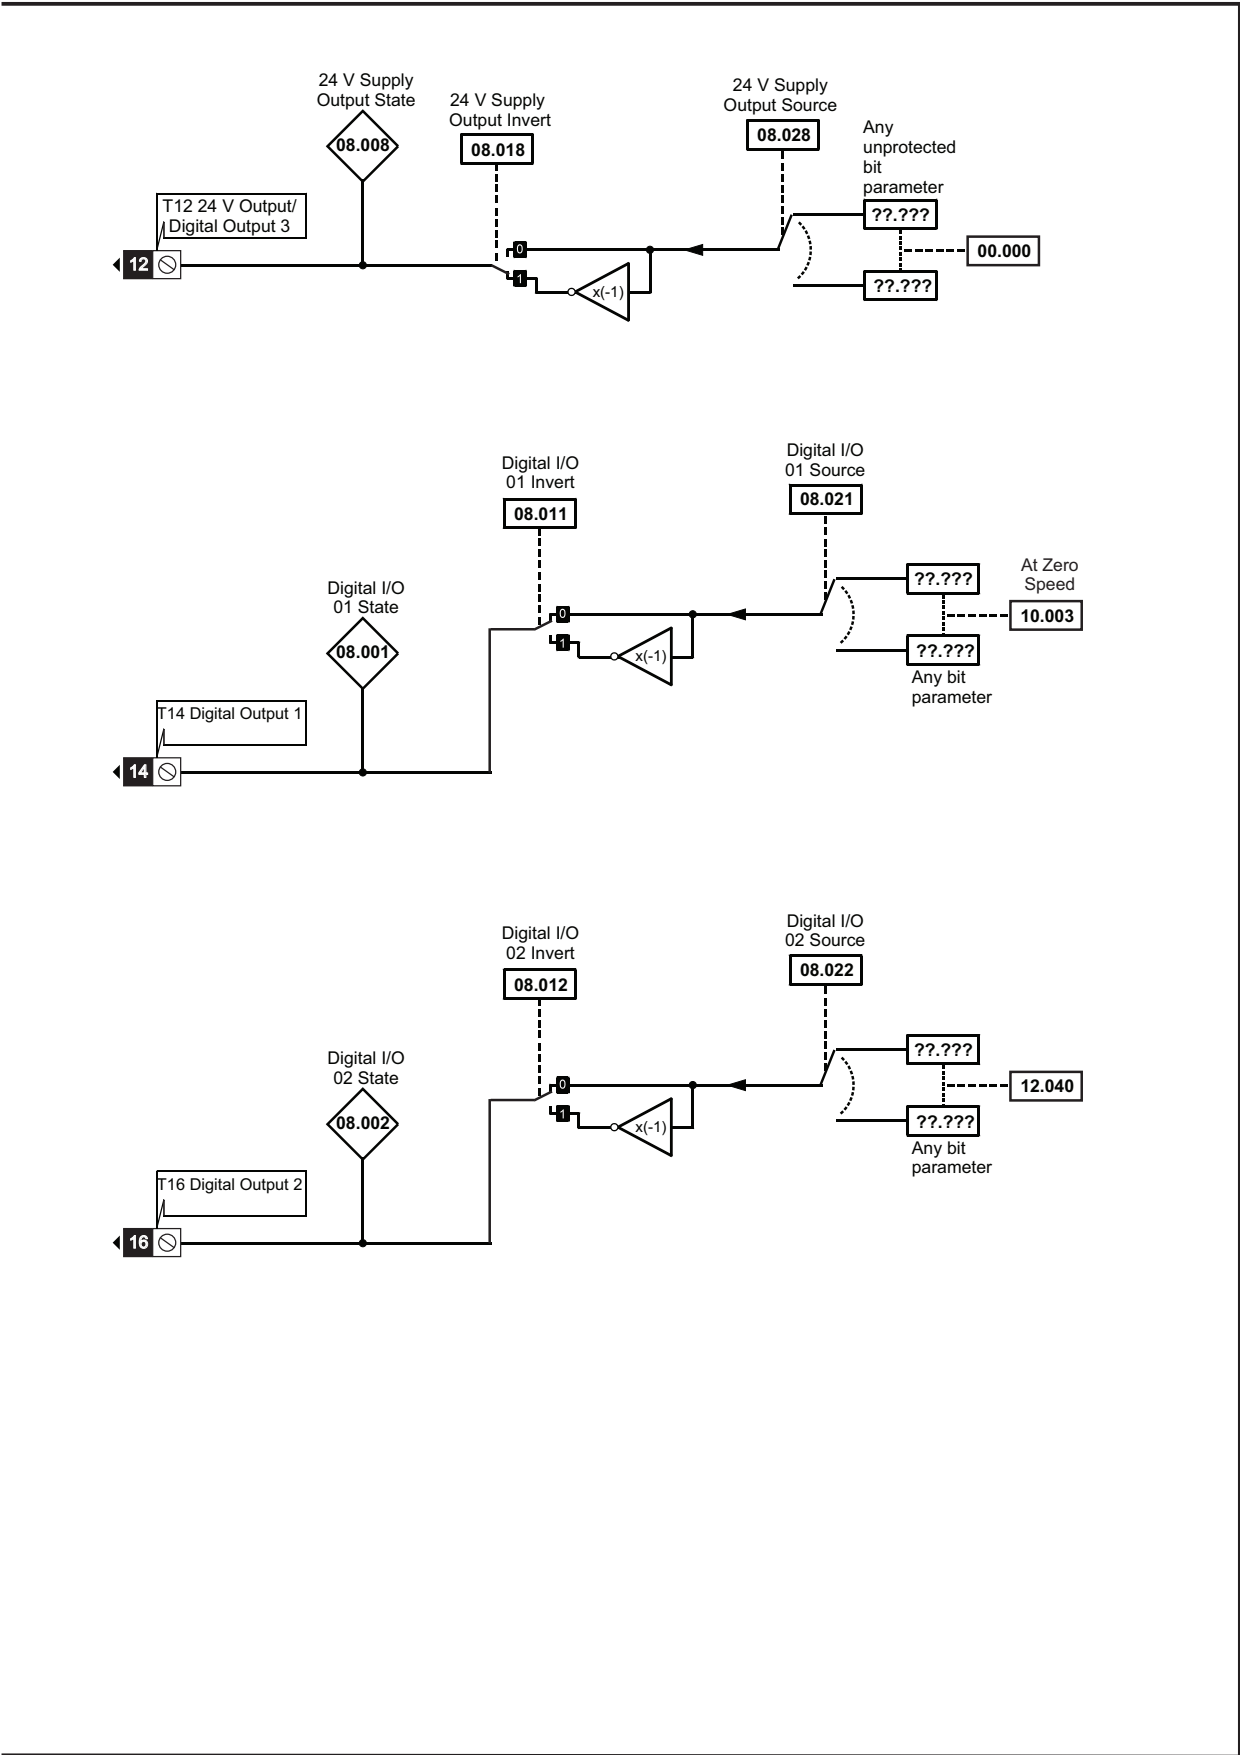 24 V Supply
Output State
08.008
24 V Supply
Output Invert
08.018
24 V Supply
Output Source
08.028
Any
unprotected
bit
parameter
??.???
??.???
00.000
T12 24 V Output/
Digital Output 3
12
0
1
x(-1)
Digital I/O
01 Invert
08.011
Digital I/O
01 Source
08.021
Digital I/O
01 State
08.001
0
1
x(-1)
??.???
??.???
Any bit
parameter
At Zero
Speed
10.003
T14 Digital Output 1
14
Digital I/O
02 Invert
08.012
Digital I/O
02 Source
08.022
Digital I/O
02 State
08.002
0
1
x(-1)
??.???
??.???
Any bit
parameter
12.040
T16 Digital Output 2
16